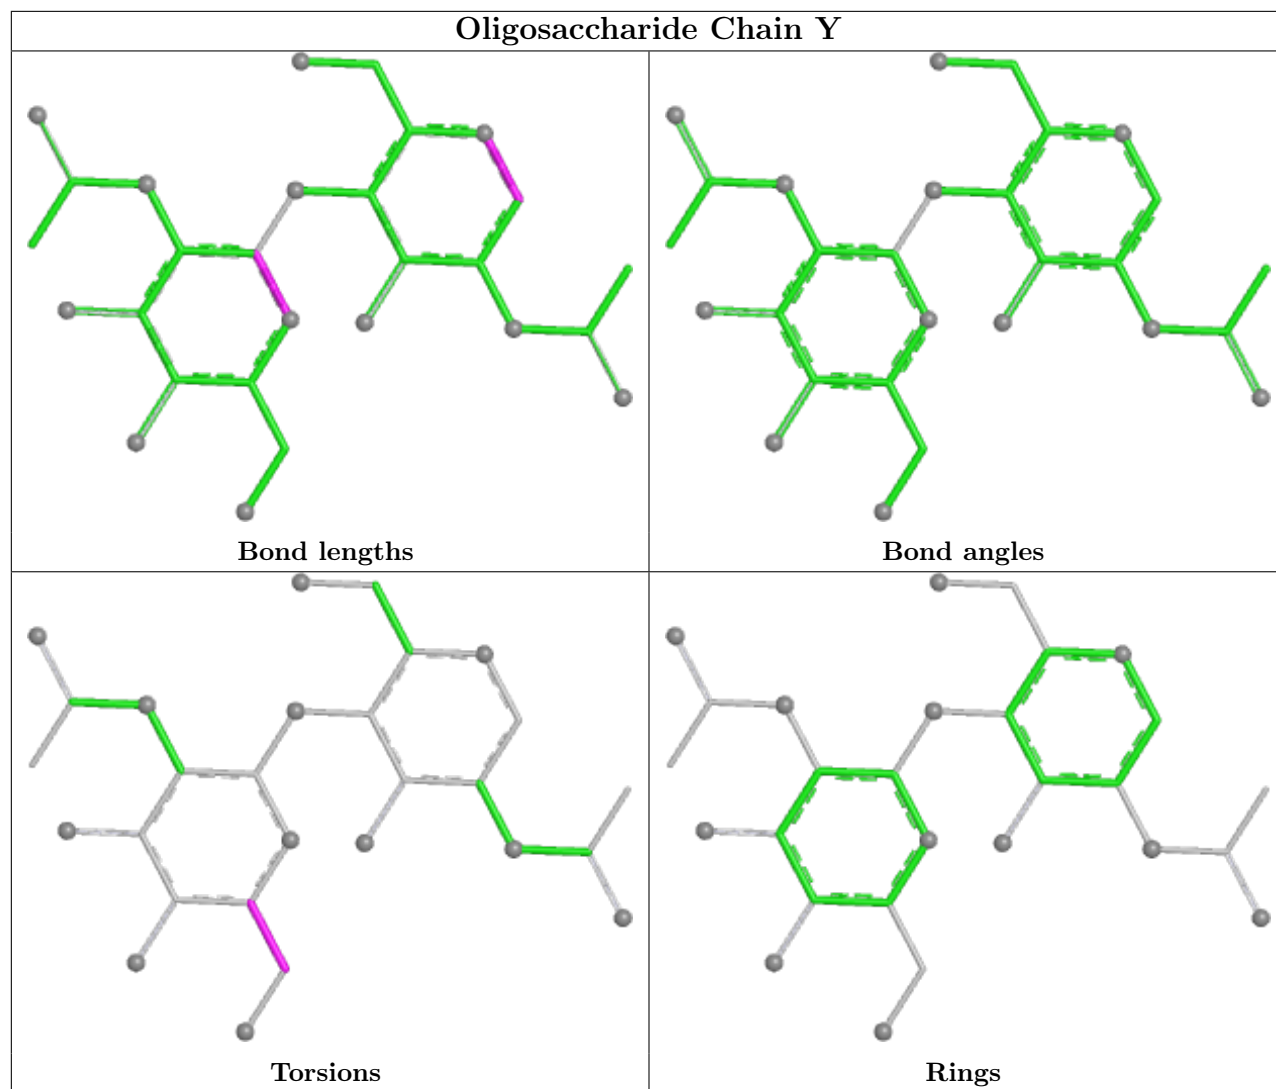 Oligosaccharide Chain Y
Bond lengths
Bond angles
Torsions
Rings